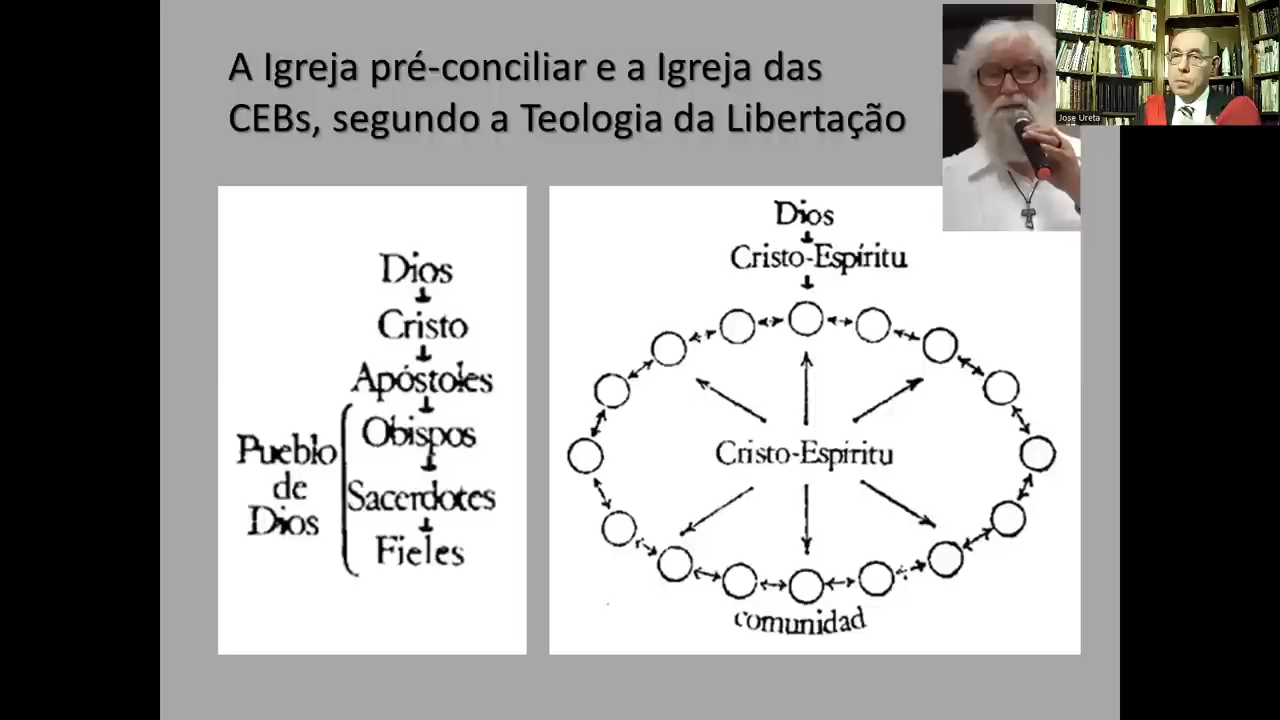 A Igreja pré-conciliar e a Igreja das
CEBs, segundo a Teologia da Libertação
Jose Ureta
Dios
Cristo
Apóstoles
Obispos
Sacerdotes
Fieles
Pueblo
de
Dios
Dios
Cristo-Espíritu
Cristo-Espíritu
comunidad